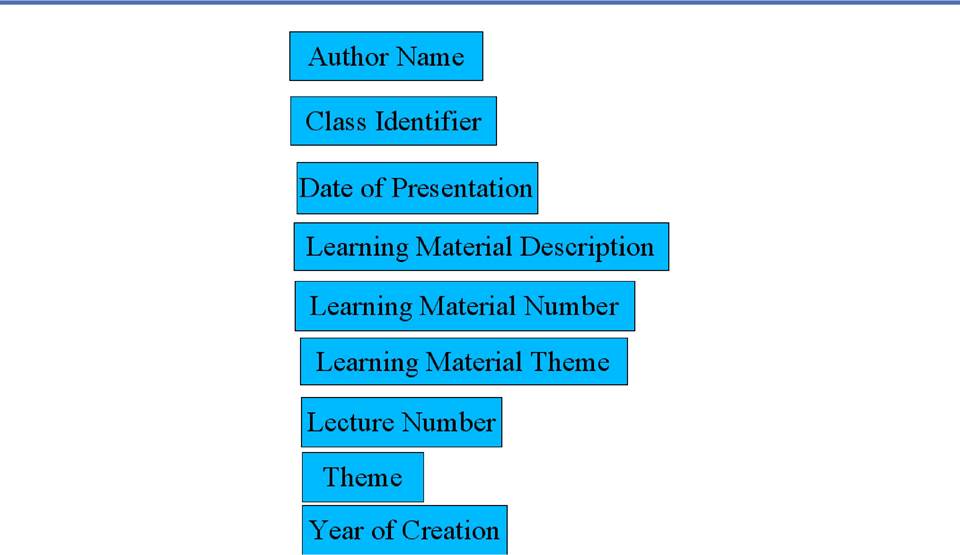 Author Name
Class Identifier
Date of Presentation
Learning Material Description
Learning Material Number
Learning Material Theme
Lecture Number
Theme
Year of Creation